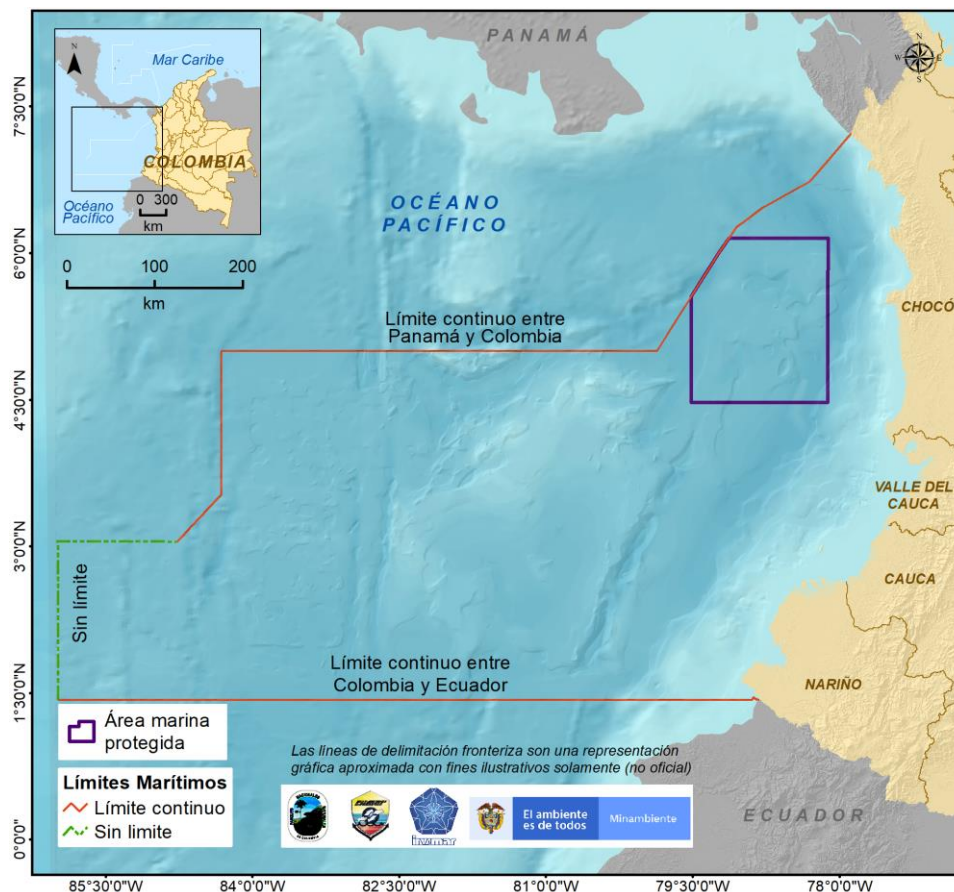 PANAMÁ
N
Mar Caribe
COLOMBIA
Océano
Pacífico
0 300
km
N
W E
S
OCÉANO
PACÍFICO
0 100 200
km
Límite continuo entre
Panamá y Colombia
CHOCÓ
VALLE DEL
CAUCA
CAUCA
NARIÑO
Sin límite
Límite continuo entre
Colombia y Ecuador
Área marina
protegida
Límites Marítimos
Límite continuo
Sin limite
Las líneas de delimitación fronteriza son una representación
gráfica aproximada con fines ilustrativos solamente (no oficial)
El ambiente
es de todos
Minambiente
ECUADOR
7°30'0"N
6°0'0"N
4°30'0"N
3°0'0"N
1°30'0"N
0°0'0"
85°30'0"W 84°0'0"W 82°30'0"W 81°0'0"W 79°30'0"W 78°0'0"W